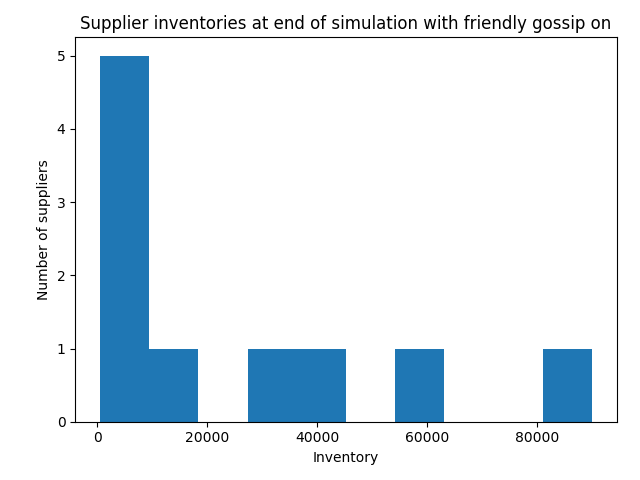 Supplier inventories at end of simulation with friendly gossip on
5
4
3
2
1
0
Number of suppliers
0 20000 40000 60000 80000
Inventory